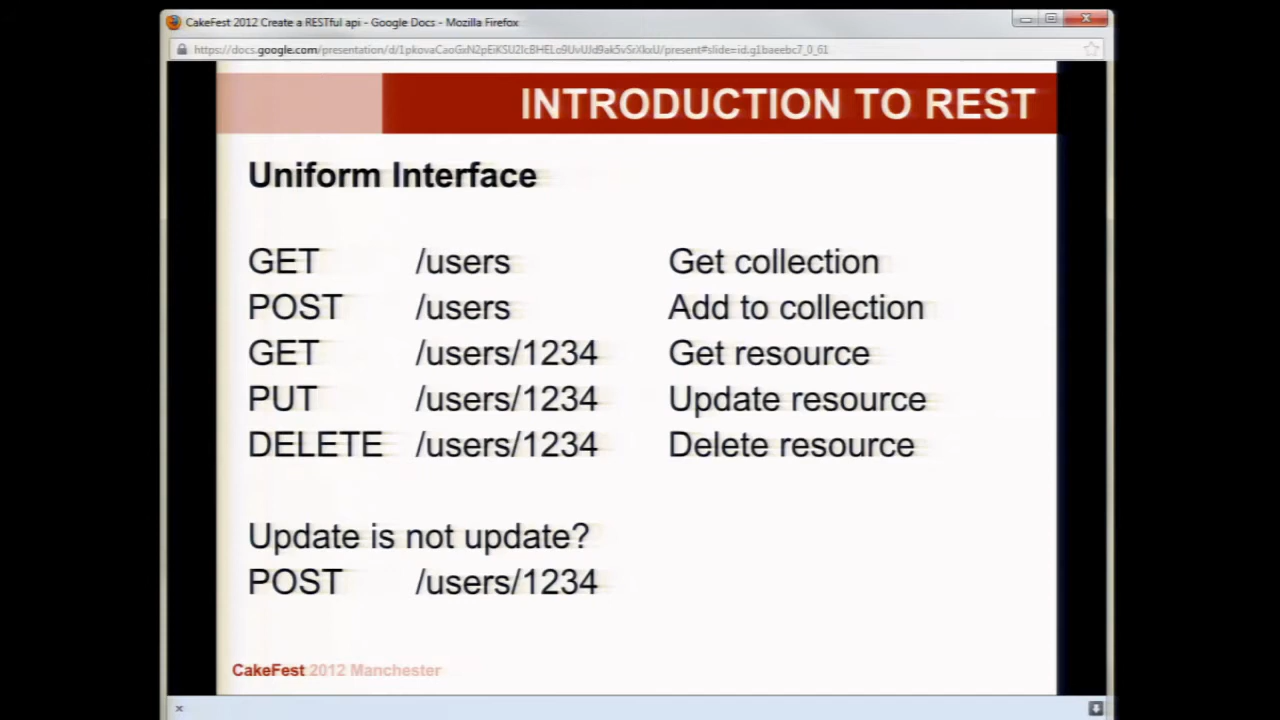 CakeFest 2012 Create a RESTful api - Google Docs - Mozilla Firefox
INTRODUCTION TO REST
Uniform Interface
GET /users Get collection
POST /users Add to collection
GET /users/1234 Get resource
PUT /users/1234 Update resource
DELETE /users/1234 Delete resource
Update is not update?
POST /users/1234
CakeFest 2012 Manchester